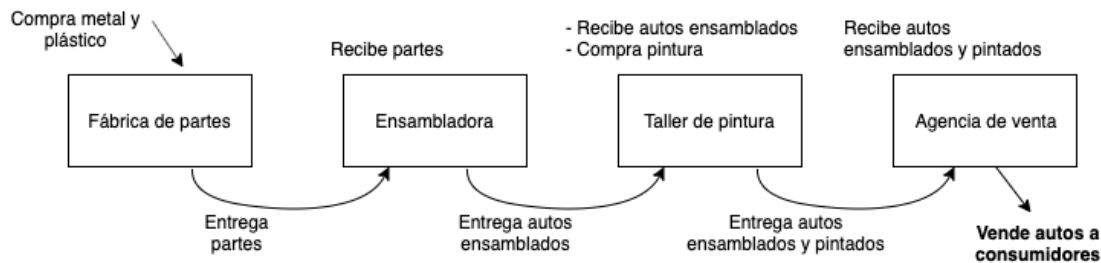 Compra metal y
plástico
Recibe partes
- Recibe autos ensamblados
- Compra pintura
Recibe autos
ensamblados y pintados
Fábrica de partes
Ensambladora
Taller de pintura
Agencia de venta
Entrega
partes
Entrega autos
ensamblados
Entrega autos
ensamblados y pintados
Vende autos a
consumidores